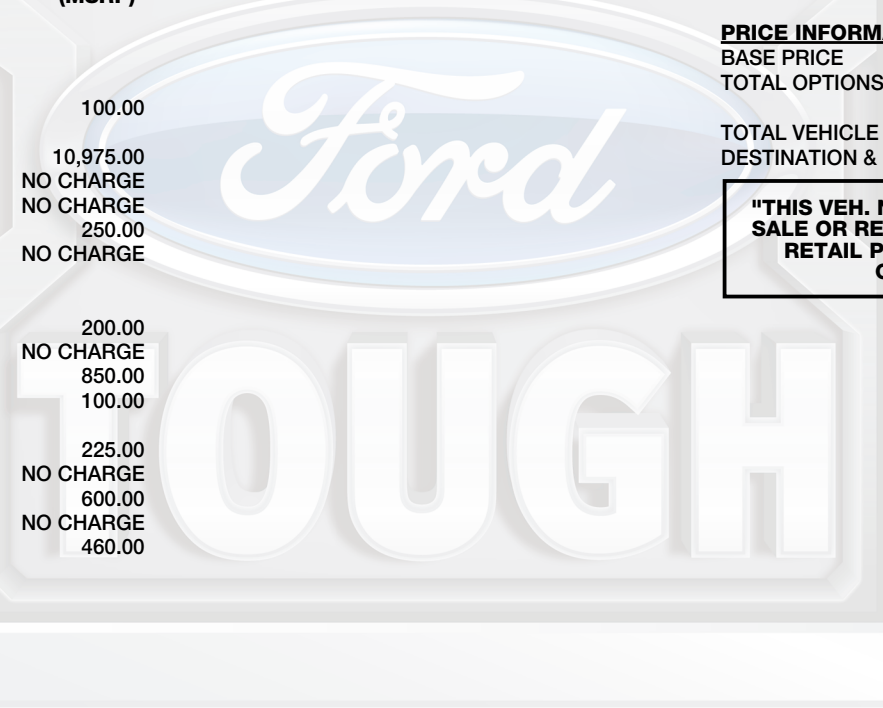 (MSRP)
100.00
10,975.00
NO CHARGE
NO CHARGE
250.00
NO CHARGE
200.00
NO CHARGE
850.00
100.00
225.00
NO CHARGE
600.00
NO CHARGE
460.00
PRICE INFORMA
BASE PRICE
TOTAL OPTIONS
TOTAL VEHICLE
DESTINATION &
"THIS VEH.
SALE OR RE
RETAIL P
Ford
TOUGH